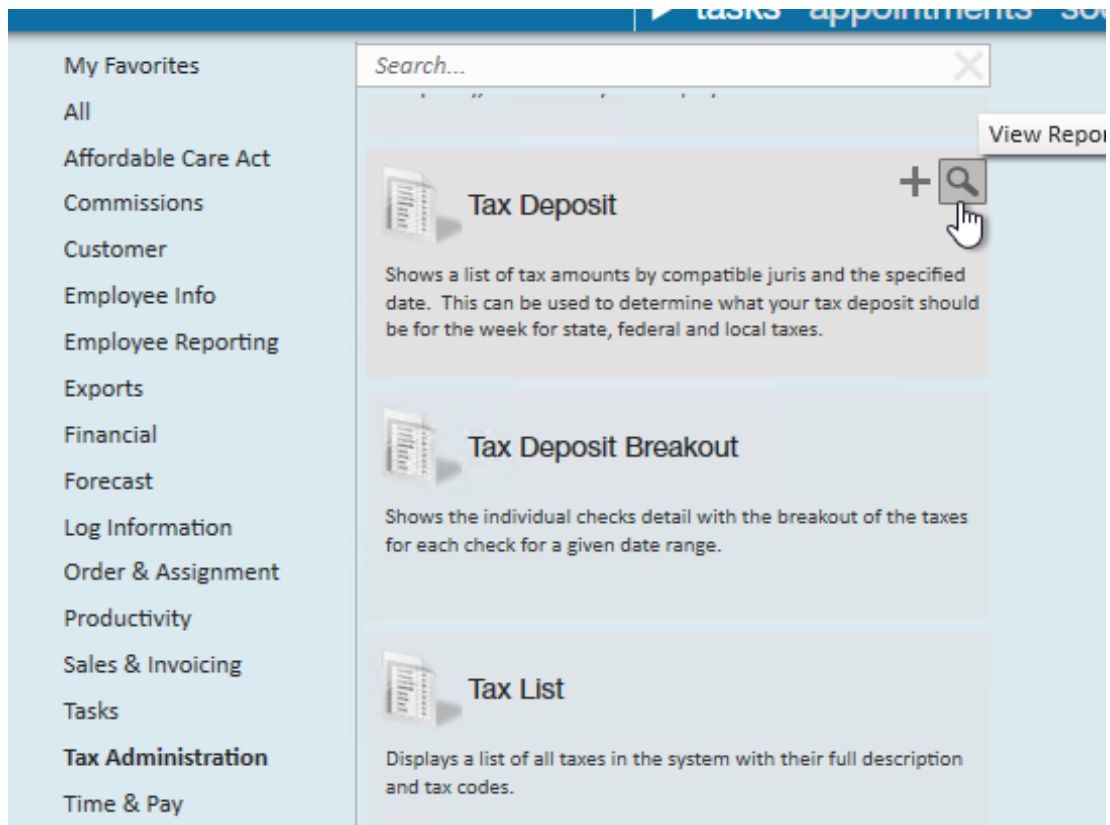 tasks appointments
My Favorites
All
Affordable Care Act
Commissions
Customer
Employee Info
Employee Reporting
Exports
Financial
Forecast
Log Information
Order & Assignment
Productivity
Sales & Invoicing
Tasks
Tax Administration
Time & Pay
Search...
View Repor
Tax Deposit
Shows a list of tax amounts by compatible juris and the specified
date. This can be used to determine what your tax deposit should
be for the week for state, federal and local taxes.
Tax Deposit Breakout
Shows the individual checks detail with the breakout of the taxes
for each check for a given date range.
Tax List
Displays a list of all taxes in the system with their full description
and tax codes.